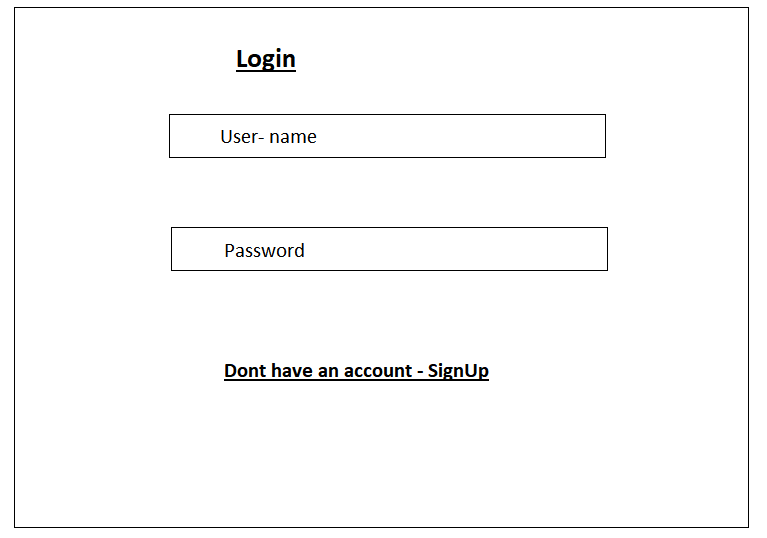 Login
User- name
Password
Dont have an account - SignUp